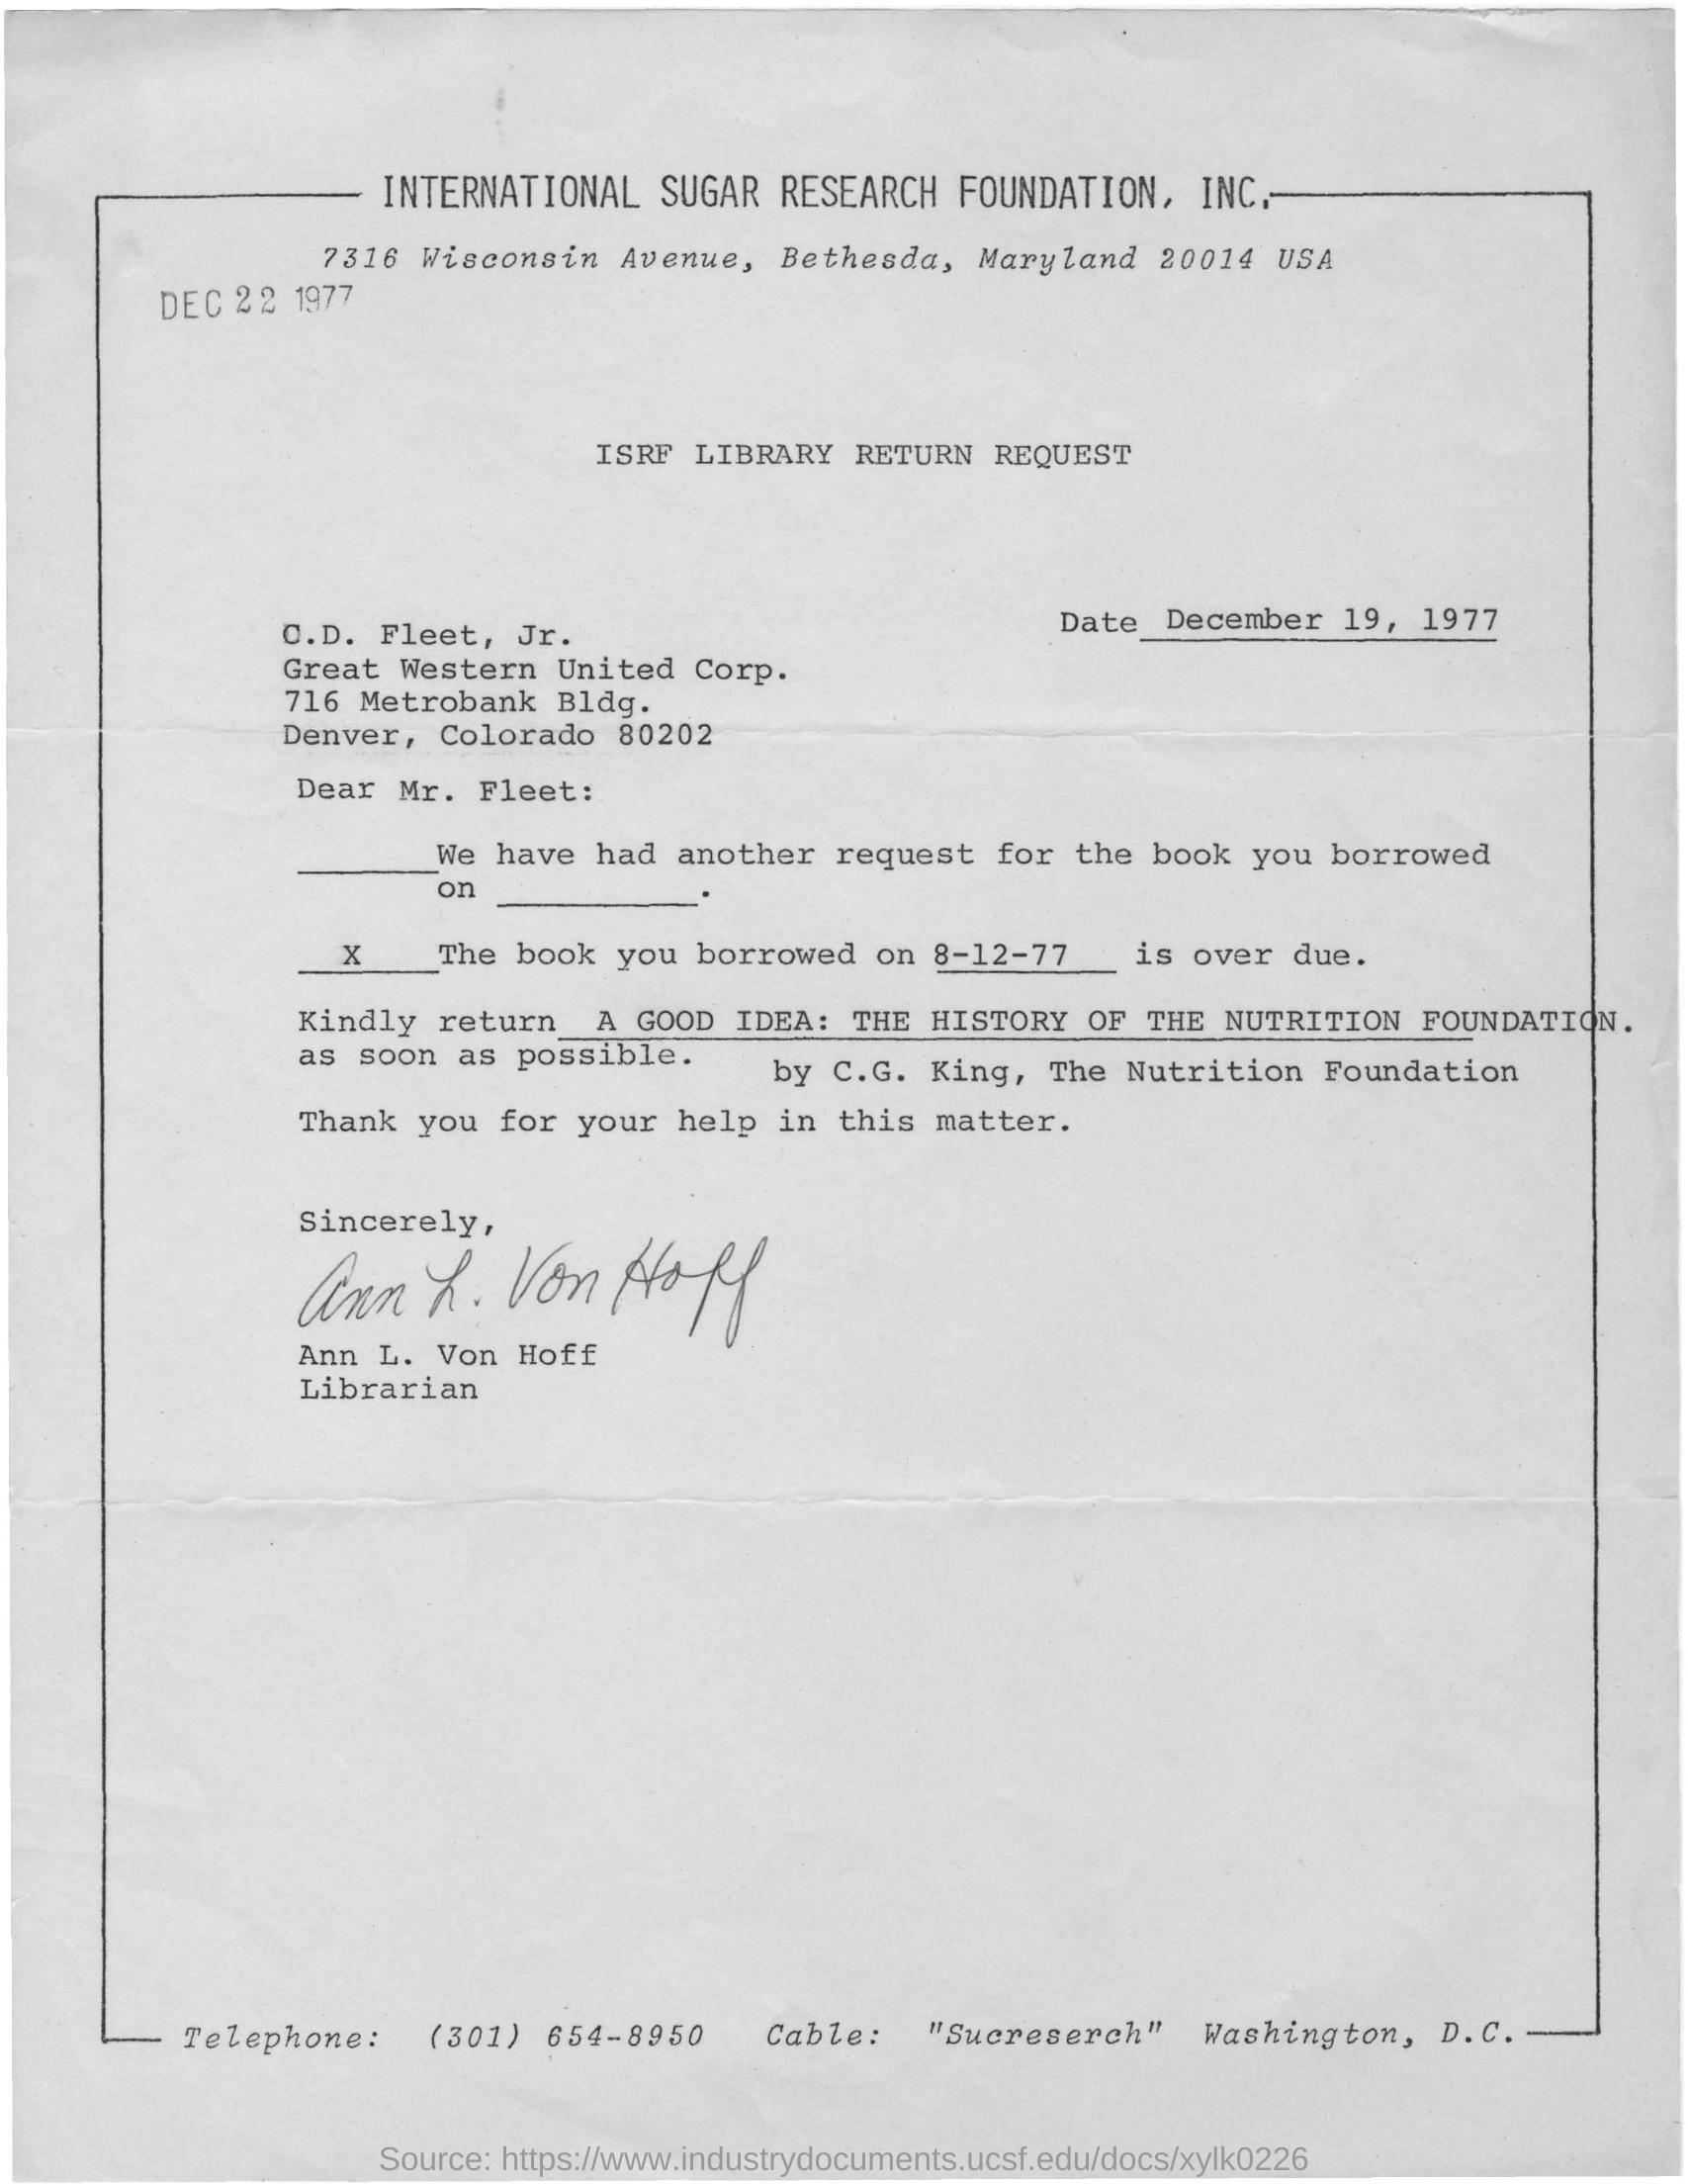 INTERNATIONAL SUGAR RESEARCH FOUNDATION, INC.
7316 Wisconsin Avenue, Bethesda, Maryland 20014 USA
DEC 22 1977
ISRF LIBRARY RETURN REQUEST
Date December 19, 1977
C.D. Fleet, Jr.
Great Western United Corp.
716 Metrobank Bldg.
Denver, Colorado 80202
Dear Mr. Fleet:
We have had another request for the book you borrowed
on ________.
X The book you borrowed on 8-12-77 is over due.
Kindly return A GOOD IDEA: THE HISTORY OF THE NUTRITION FOUNDATION.
as soon as possible.
by C.G. King, The Nutrition Foundation
Thank you for your help in this matter.
Sincerely,
Ann L. Von Hoff
Ann L. Von Hoff
Librarian
Telephone: (301) 654-8950 Cable: "Sucreserch" Washington, D.C.
Source: https://www.industrydocuments.ucsf.edu/docs/xylk0226